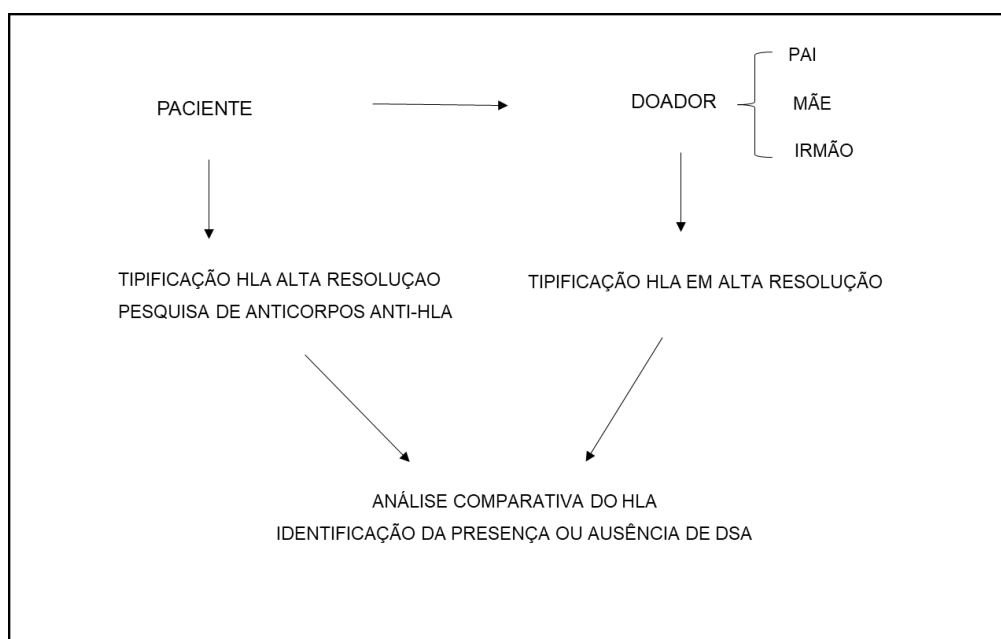 PACIENTE
DOADOR
PAI
MÃE
IRMÃO
TIPIFICAÇÃO HLA ALTA RESOLUÇAO
PESQUISA DE ANTICORPOS ANTI-HLA
TIPIFICAÇÃO HLA EM ALTA RESOLUÇÃO
ANÁLISE COMPARATIVA DO HLA
IDENTIFICAÇÃO DA PRESENÇA OU AUSÊNCIA DE DSA